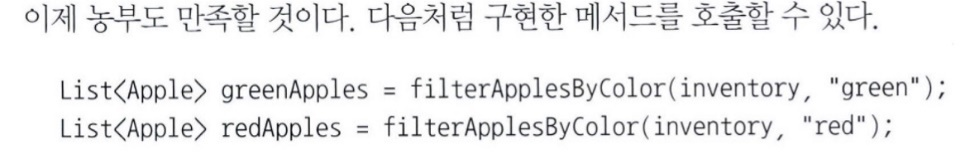 이제 농부도 만족할 것이다. 다음처럼 구현한 메서드를 호출할 수 있다.
List<Apple> greenApples = filterApplesByColor(inventory, "green");
List<Apple> redApples = filterApplesByColor(inventory, "red");